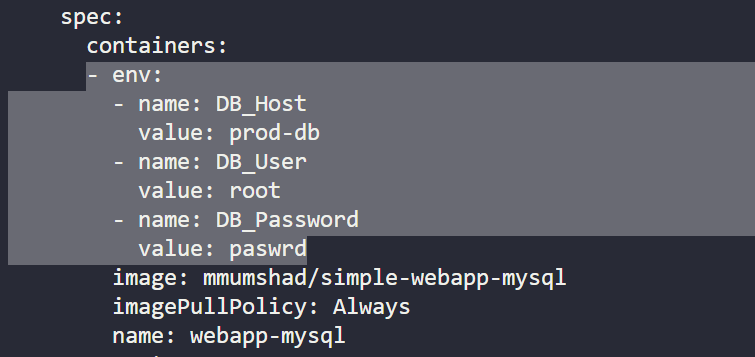 spec:
containers:
- env:
- name: DB_Host
value: prod-db
- name: DB_User
value: root
- name: DB_Password
value: paswrd
image: mmumshad/simple-webapp-mysql
imagePullPolicy: Always
name: webapp-mysql